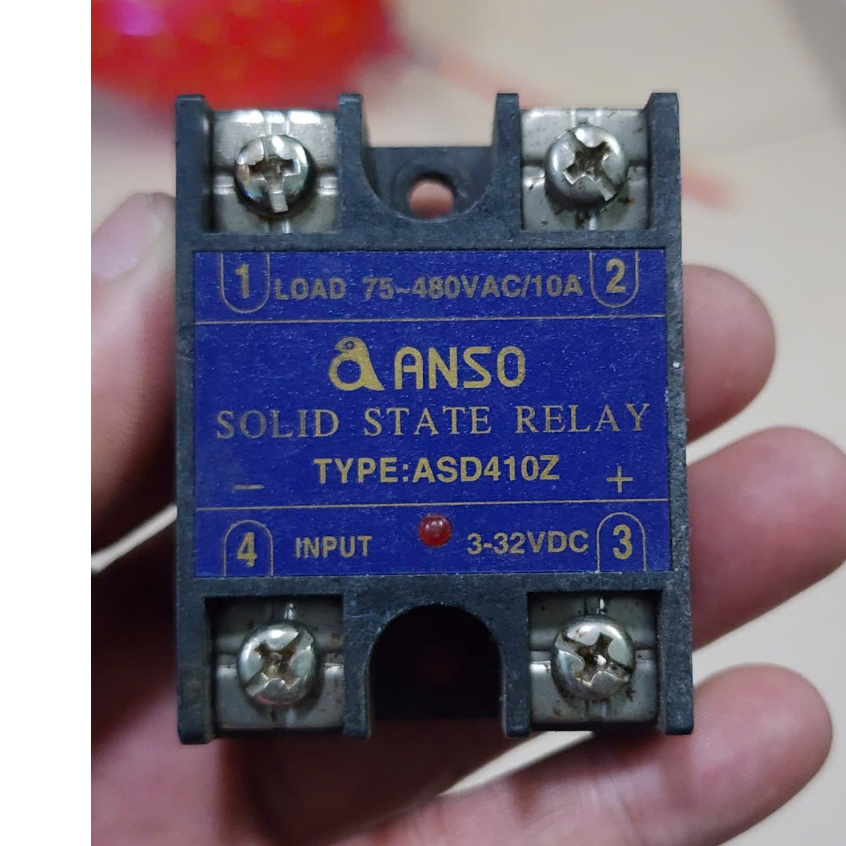 1 LOAD 75~480VAC/10A 2
a ANSO
SOLID STATE RELAY
TYPE:ASD410Z
− +
4 INPUT 3-32VDC 3